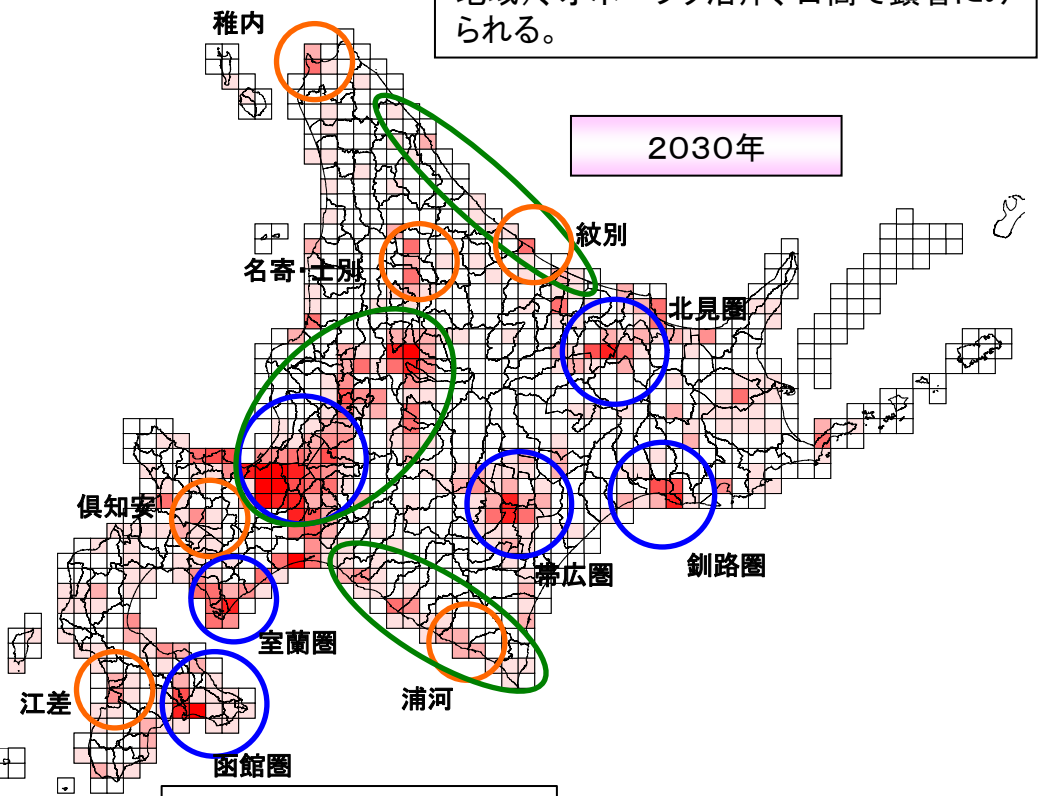 られる。
稚内
2030年
紋別
名寄・士別
北見圏
倶知安
帯広圏
釧路圏
室蘭圏
浦河
江差
函館圏